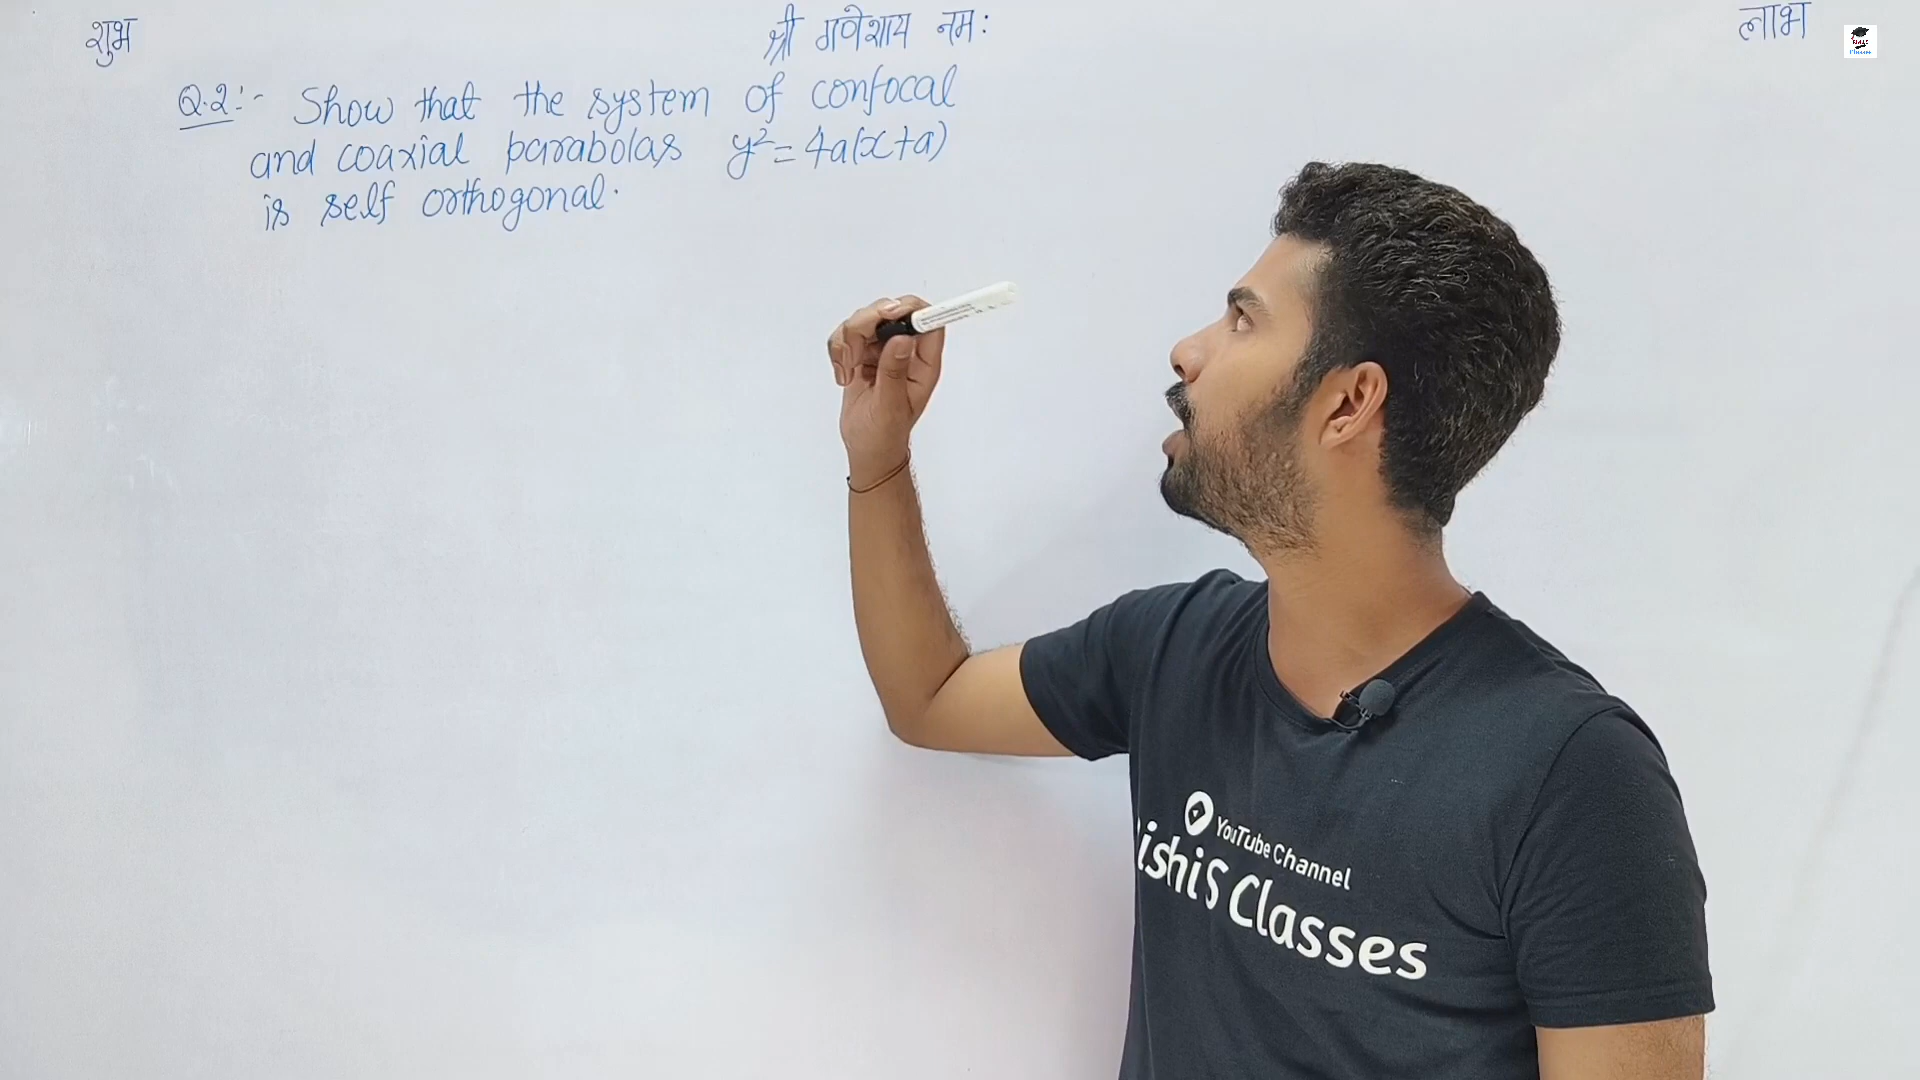 शुभ श्री गणेशाय नम: लाभ
Q.2:- Show that the system of confocal
and coaxial parabolas y²=4a(x+a)
is self orthogonal.
YouTube Channel
ishiS Classes